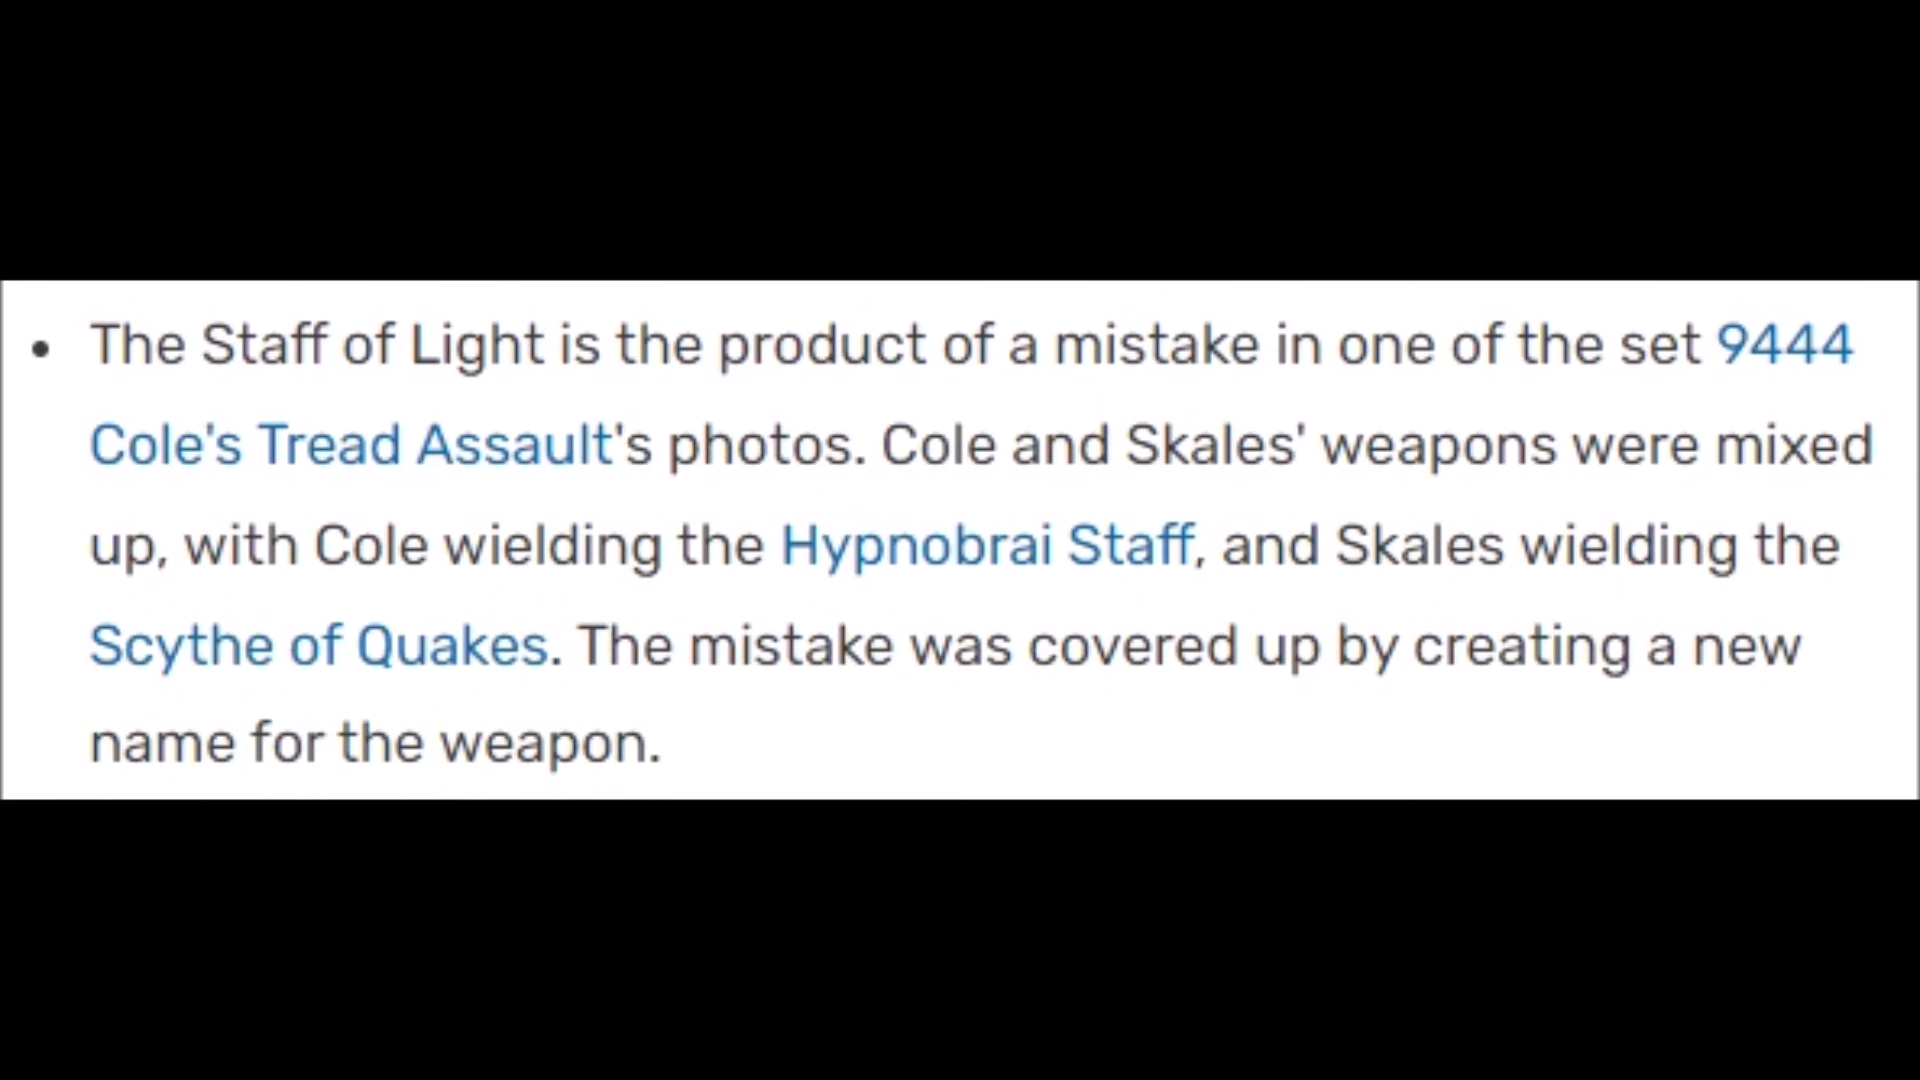 • The Staff of Light is the product of a mistake in one of the set 9444
Cole's Tread Assault's photos. Cole and Skales' weapons were mixed
up, with Cole wielding the Hypnobrai Staff, and Skales wielding the
Scythe of Quakes. The mistake was covered up by creating a new
name for the weapon.